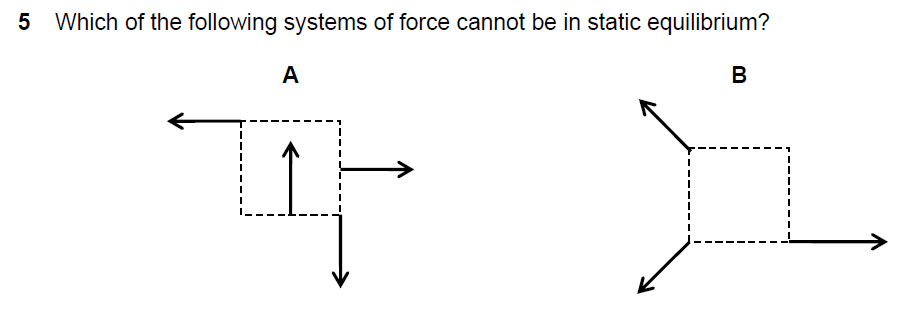 5 Which of the following systems of force cannot be in static equilibrium?
A B